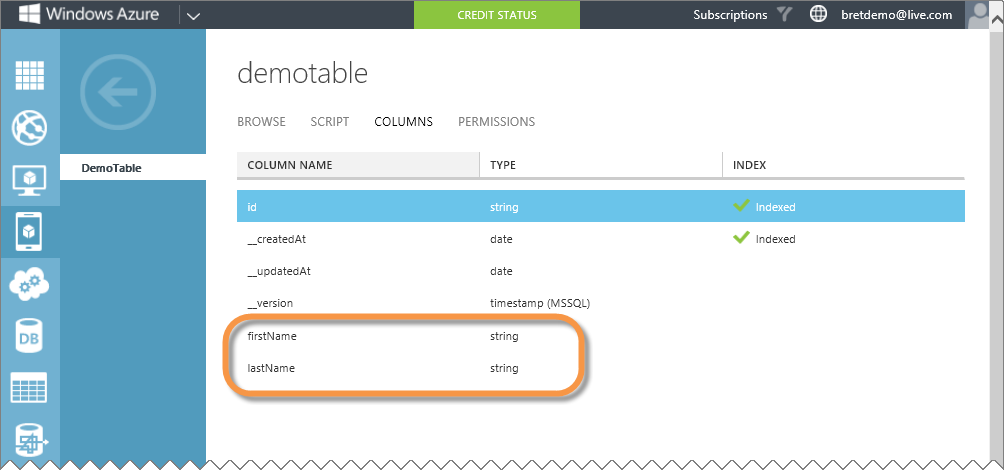 Windows Azure CREDIT STATUS Subscriptions bretdemo@live.com
demotable
BROWSE SCRIPT COLUMNS PERMISSIONS
DemoTable
COLUMN NAME TYPE INDEX
id string Indexed
__createdAt date Indexed
__updatedAt date
__version timestamp (MSSQL)
firstName string
lastName string
DB